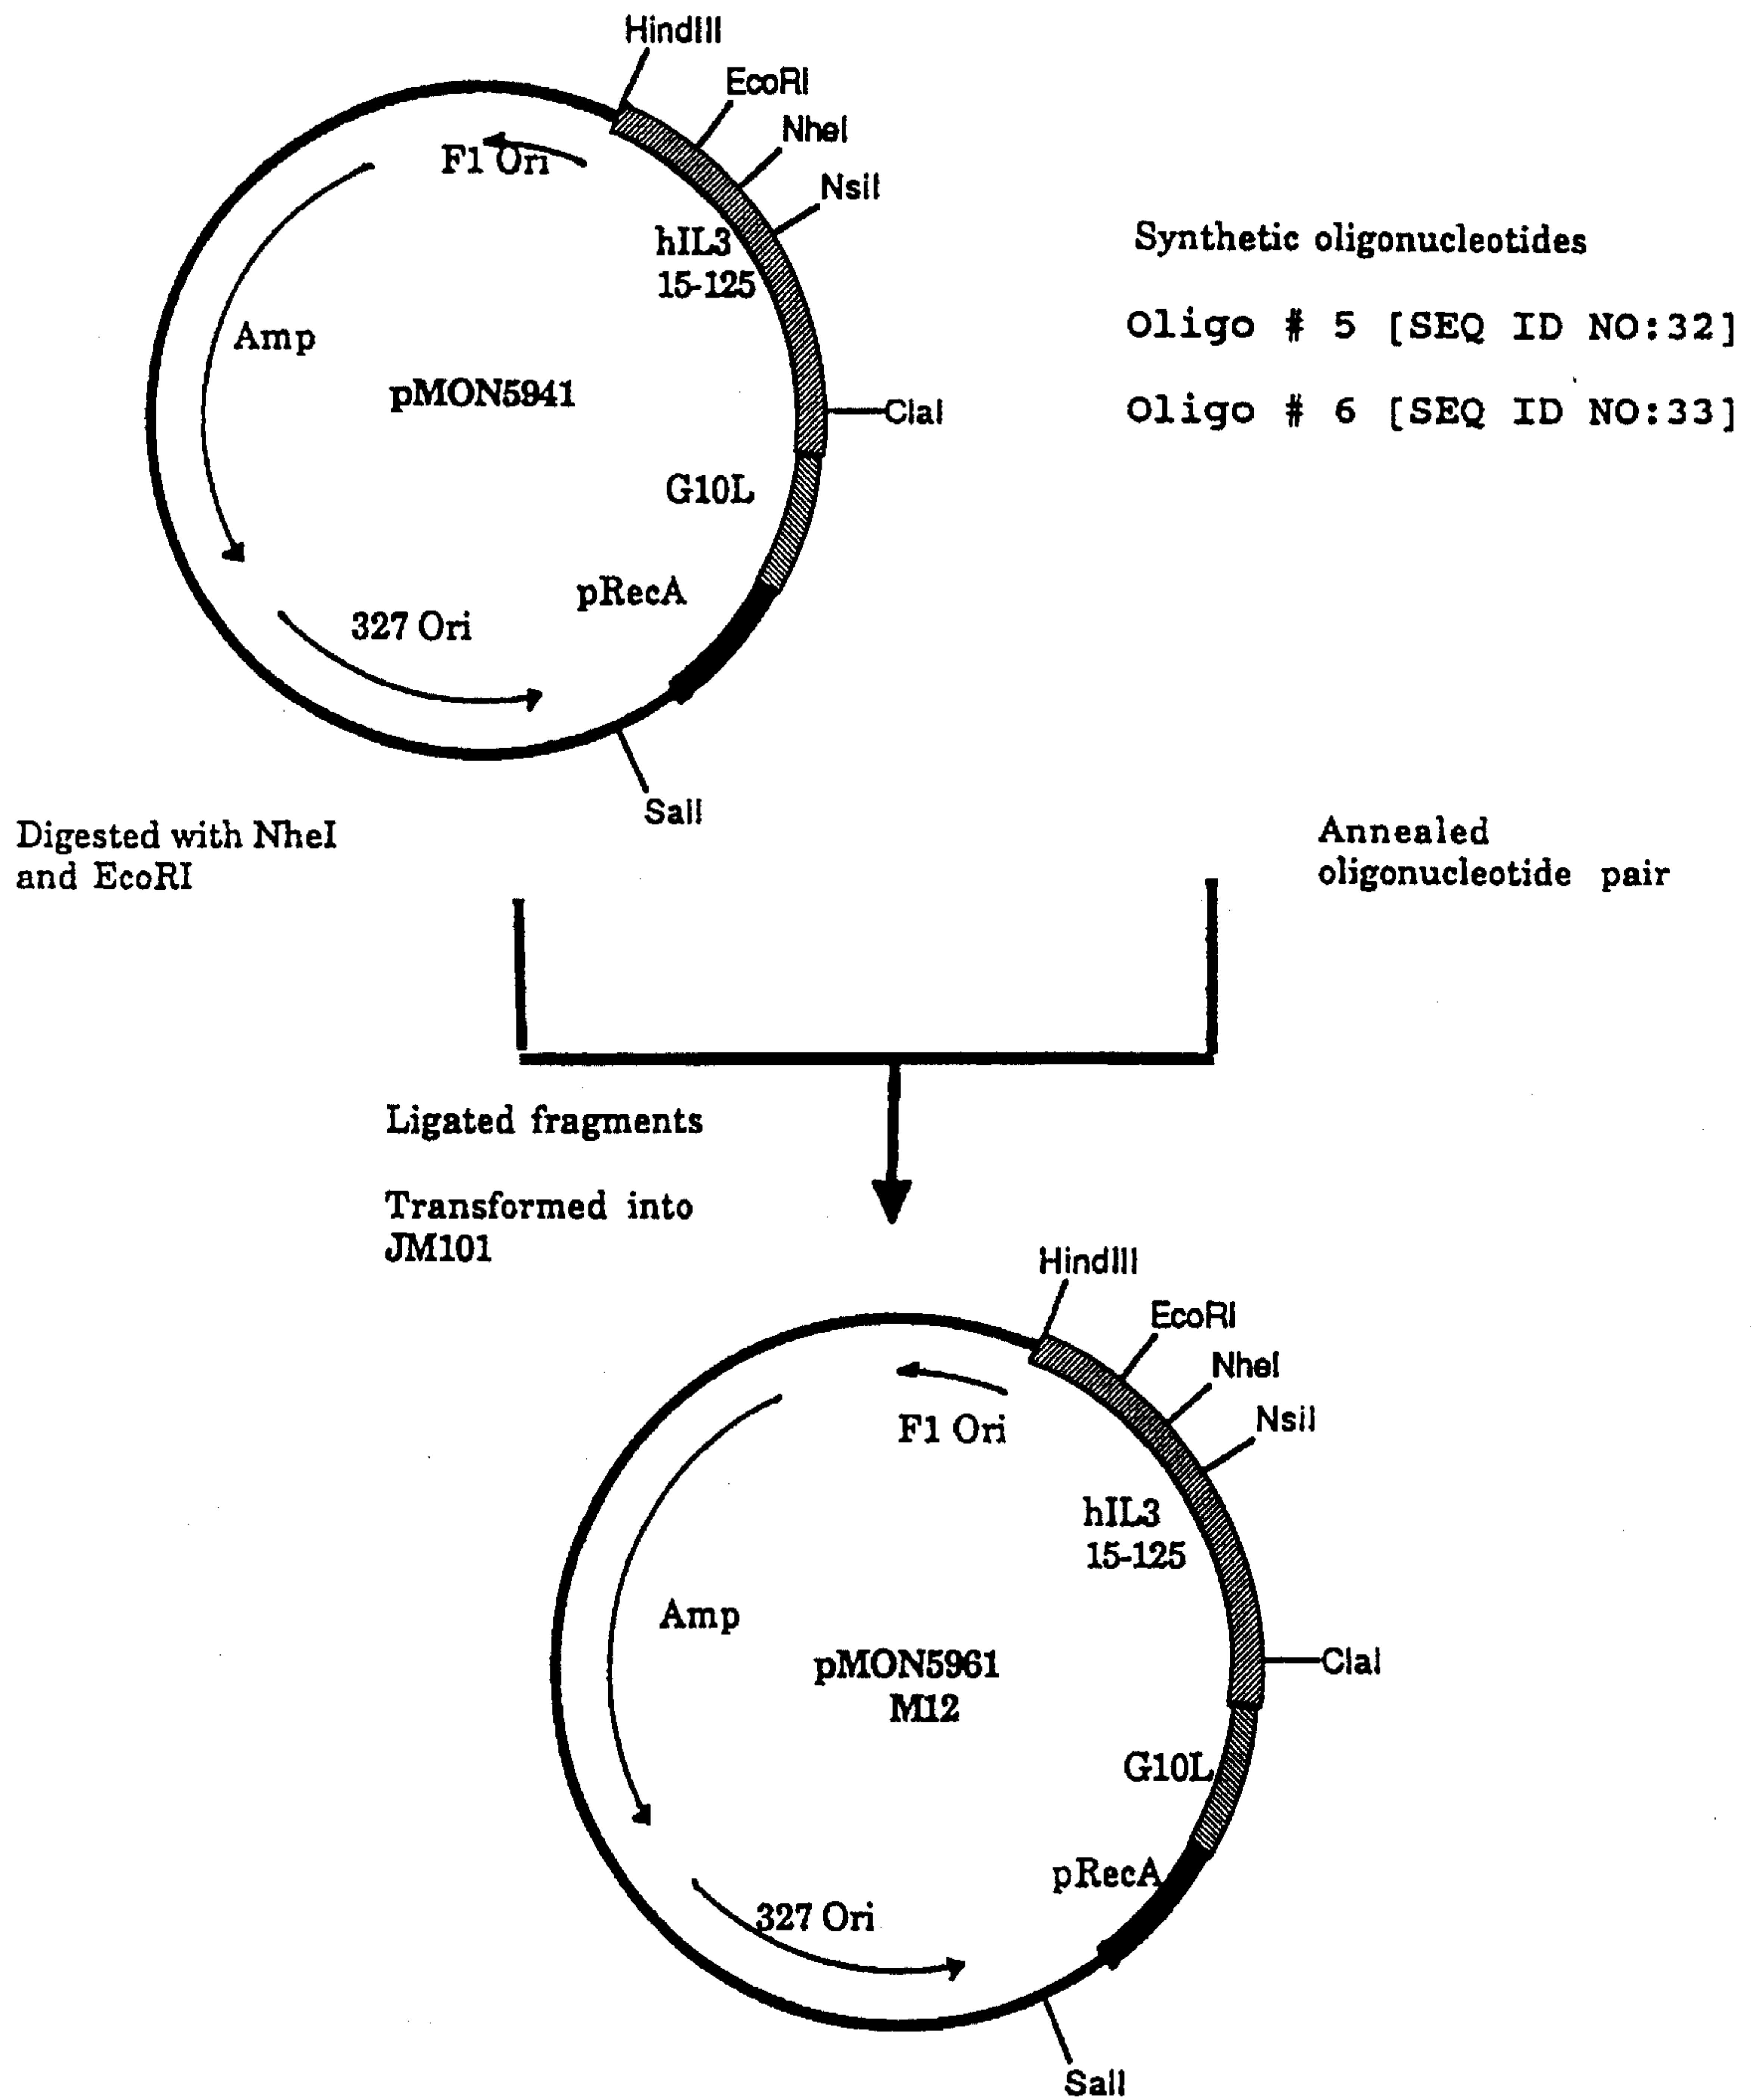 HindIII
EcoRI
NheI
NsiI
F1 Ori
hIL3
15-125
Amp
pMON5941
ClaI
G10L
pRecA
327 Ori
SalI
Synthetic oligonucleotides
Oligo # 5 [SEQ ID NO:32]
Oligo # 6 [SEQ ID NO:33]
Digested with NheI
and EcoRI
Annealed
oligonucleotide pair
Ligated fragments
Transformed into
JM101
HindIII
EcoRI
NheI
NsiI
F1 Ori
hIL3
15-125
Amp
pMON5961
M12
ClaI
G10L
pRecA
327 Ori
SalI